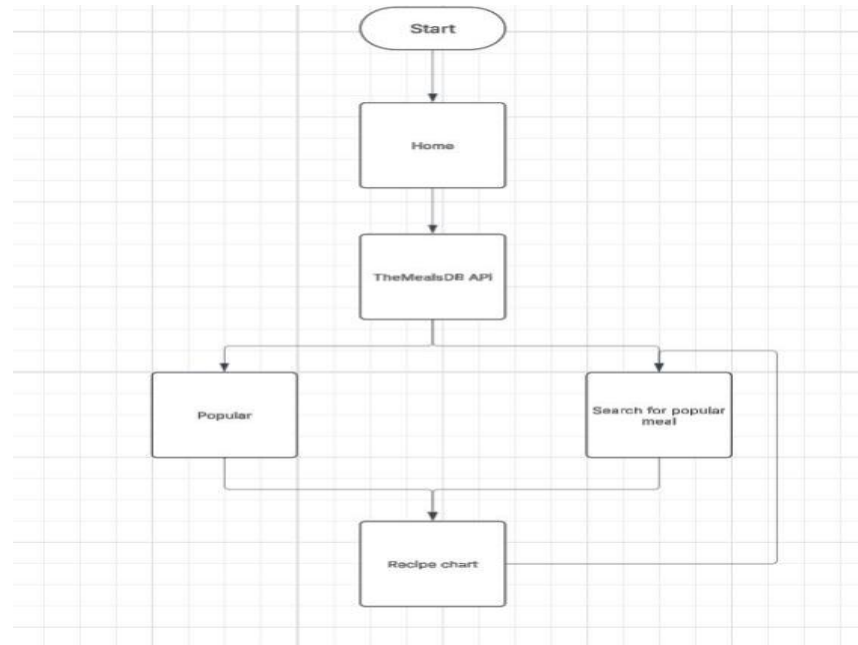 Start
Home
TheMealsDB API
Popular
Search for popular
meal
Recipe chart